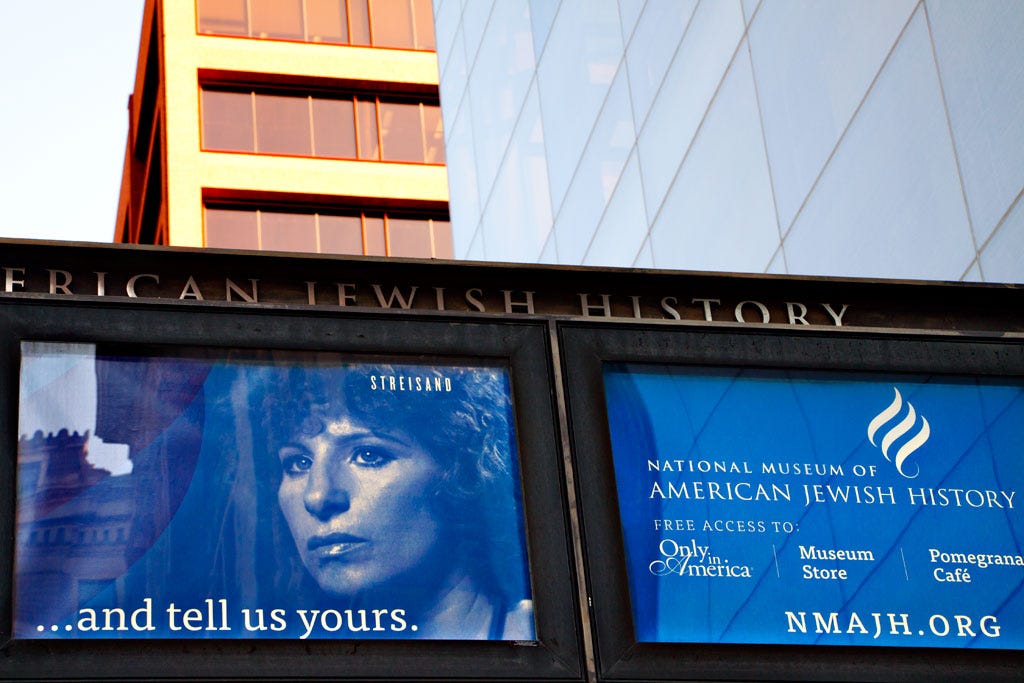 ERICAN JEWISH HISTORY
STREISAND
...and tell us yours.
NATIONAL MUSEUM OF
AMERICAN JEWISH HISTORY
FREE ACCESS TO:
Only in America
Museum Store
Pomegrana Café
NMAJH.ORG